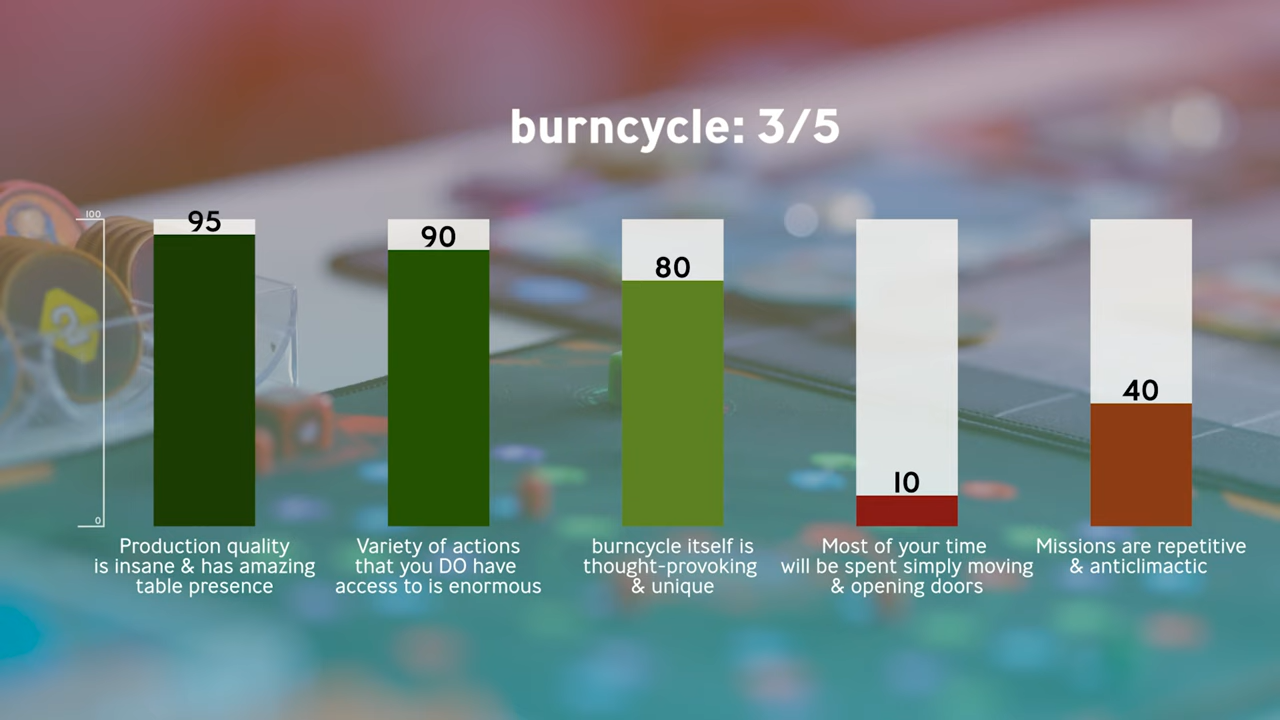 burncycle: 3/5
100
95
90
80
10
40
0
Production quality
is insane & has amazing
table presence
Variety of actions
that you DO have
access to is enormous
burncycle itself is
thought-provoking
& unique
Most of your time
will be spent simply moving
& opening doors
Missions are repetitive
& anticlimactic
2